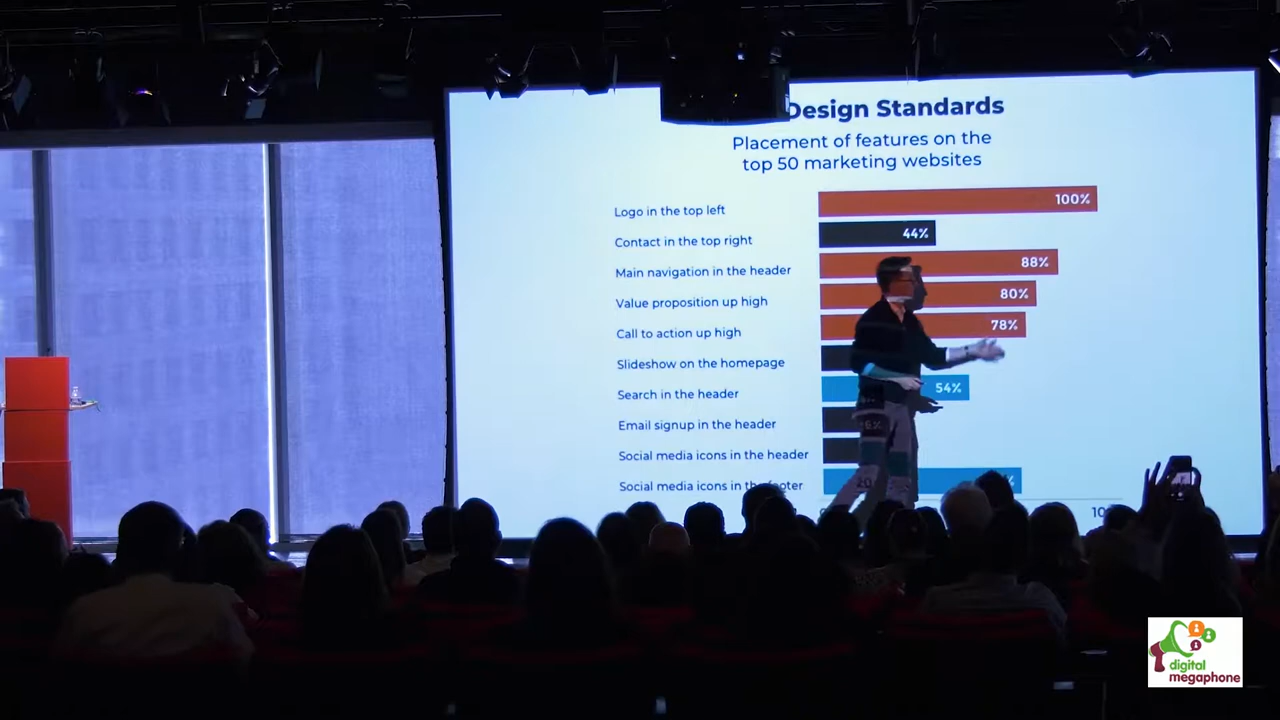 Design Standards
Placement of features on the
top 50 marketing websites
Logo in the top left
100%
Contact in the top right
44%
Main navigation in the header
88%
Value proposition up high
80%
Call to action up high
78%
Slideshow on the homepage
Search in the header
54%
Email signup in the header
Social media icons in the header
Social media icons in the footer
digital
megaphone